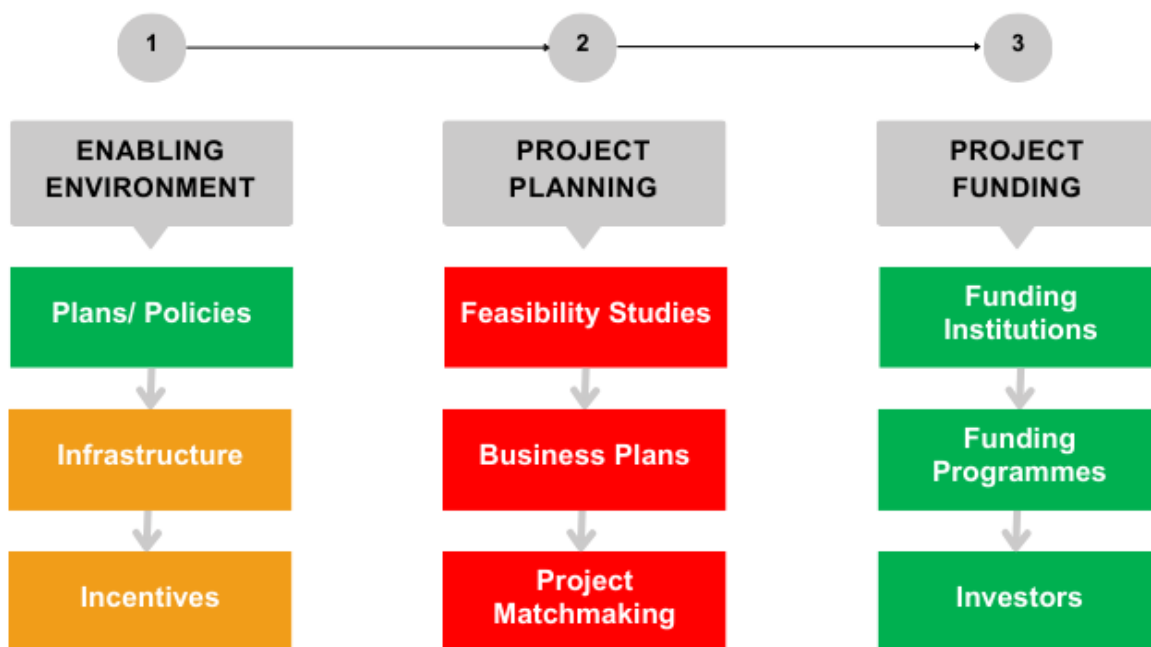 1
2
3
ENABLING
ENVIRONMENT
PROJECT
PLANNING
PROJECT
FUNDING
Plans/ Policies
Feasibility Studies
Funding
Institutions
Infrastructure
Business Plans
Funding
Programmes
Incentives
Project
Matchmaking
Investors